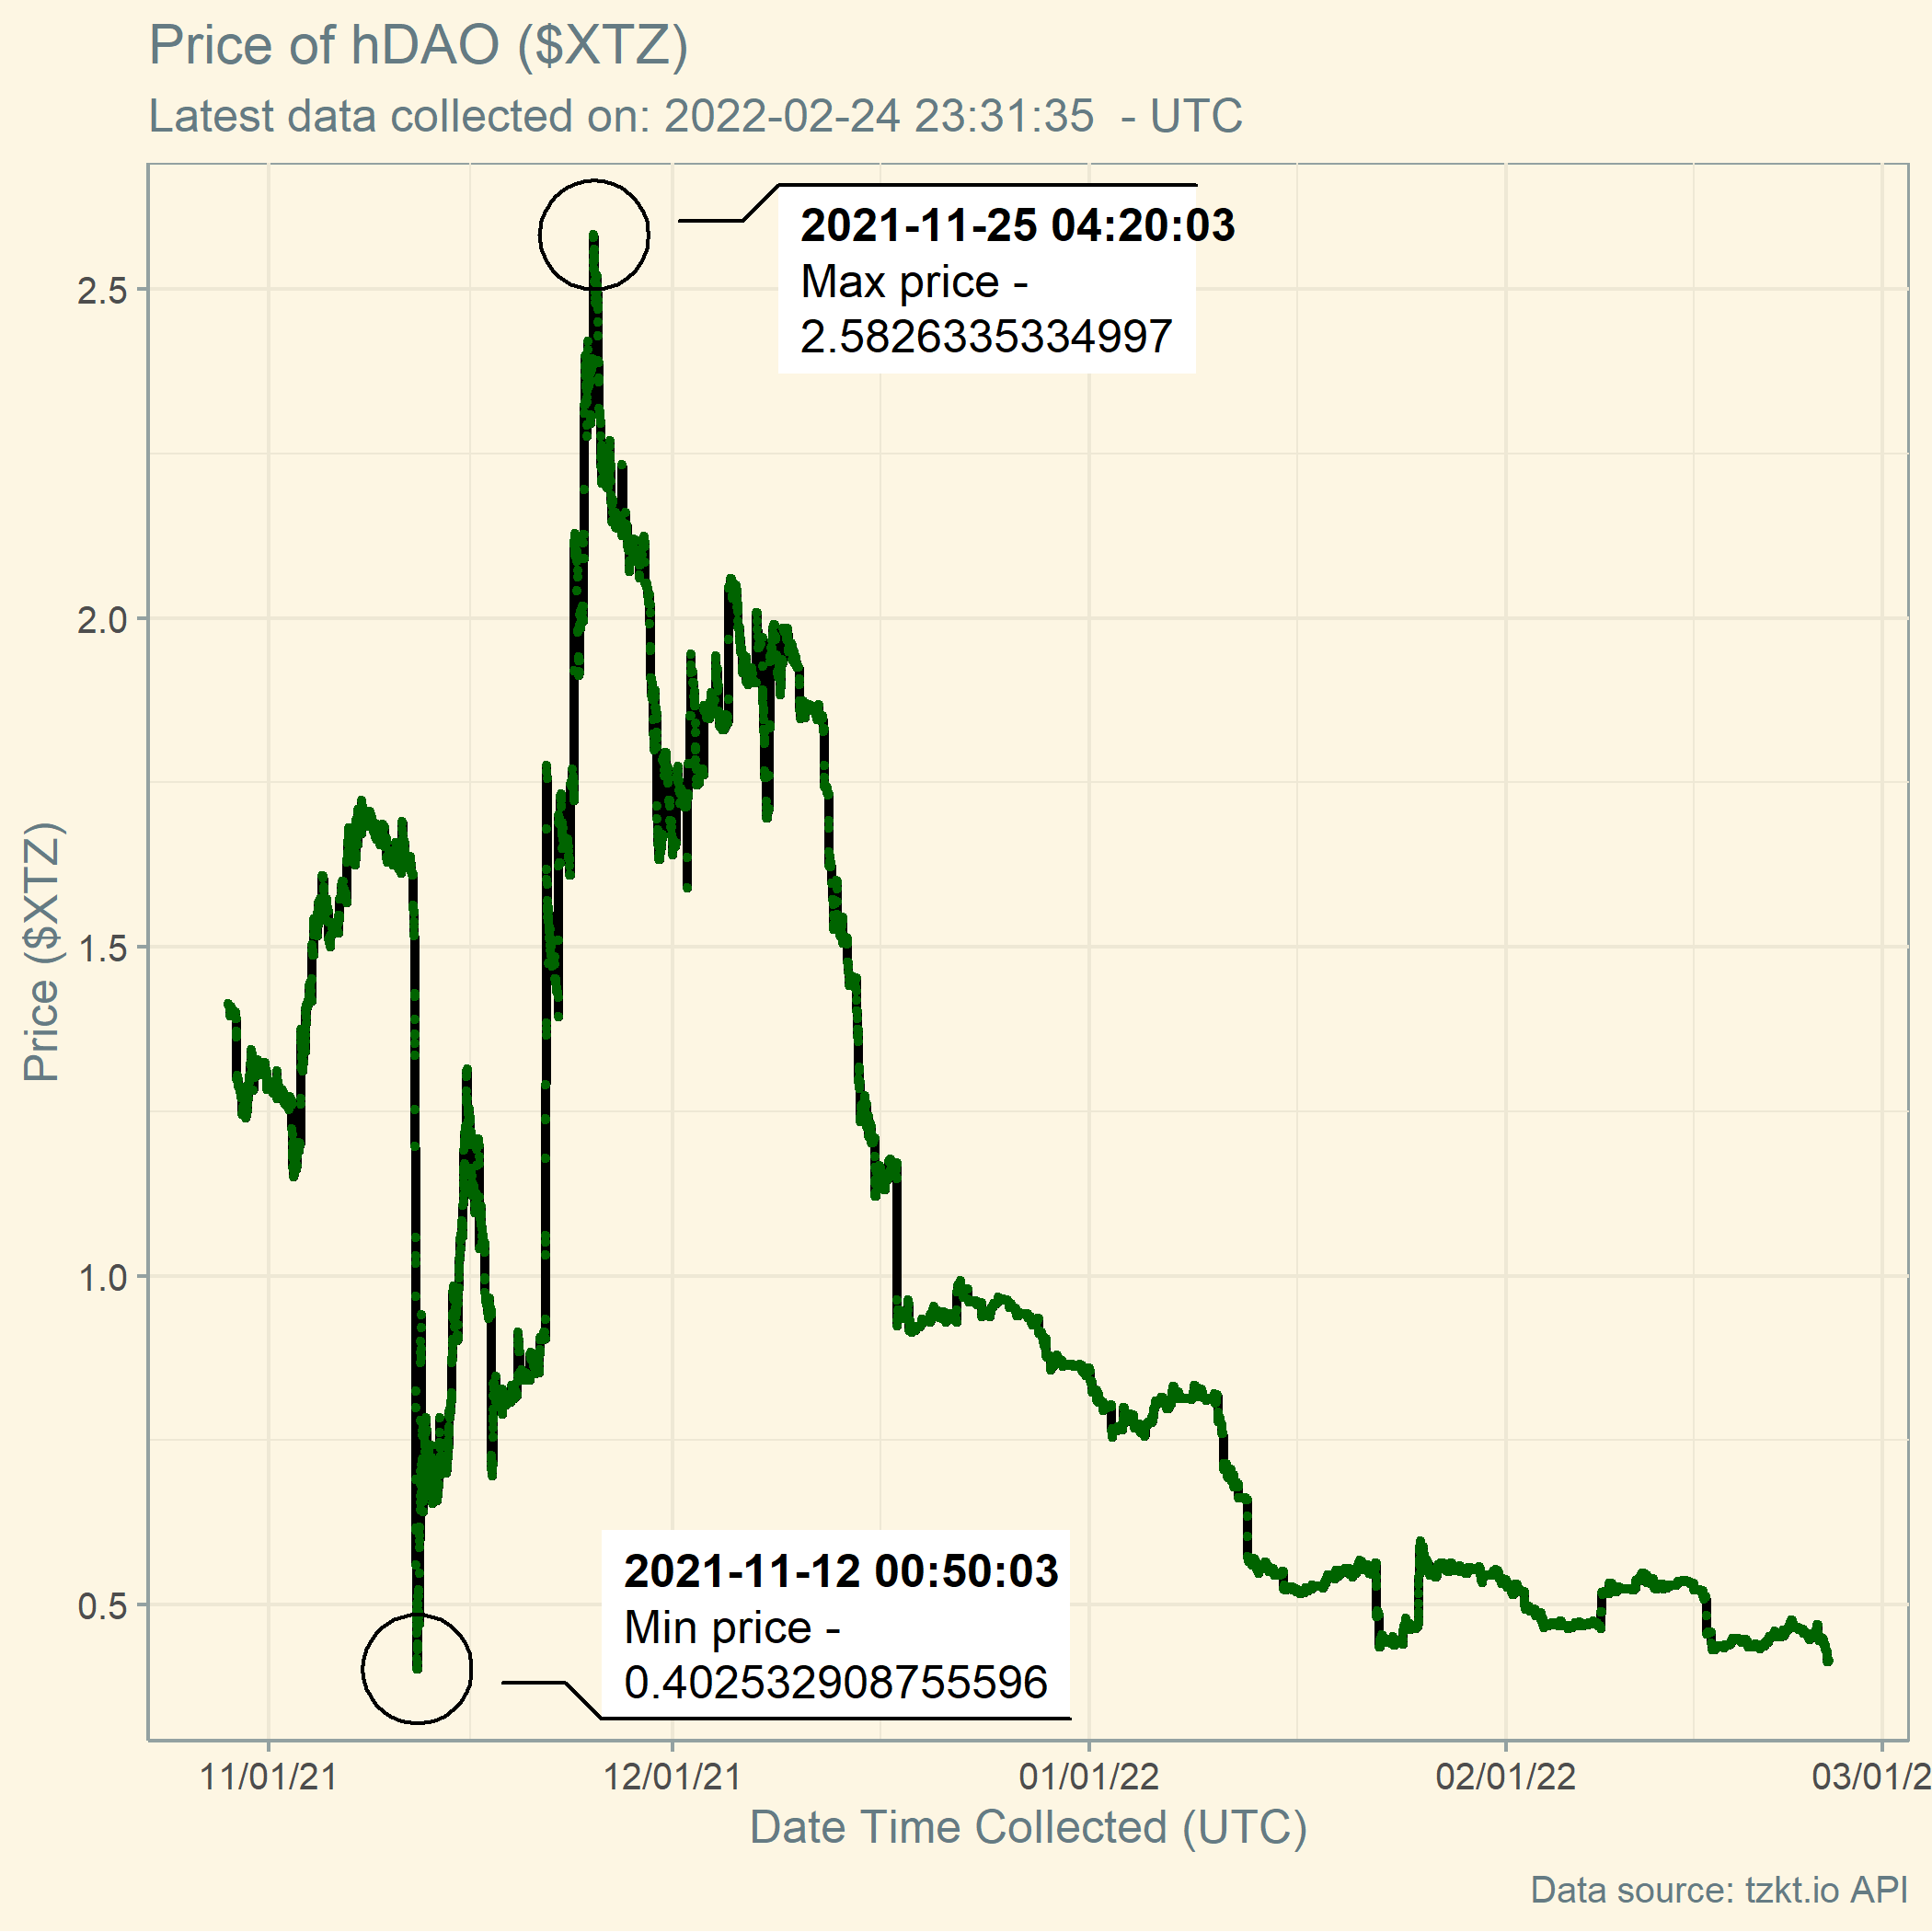 Price of hDAO ($XTZ)
Latest data collected on: 2022-02-24 23:31:35  - UTC
2021-11-25 04:20:03
Max price -
2.5826335334997
2.5
2.0
1.5
1.0
0.5
Price ($XTZ)
2021-11-12 00:50:03
Min price -
0.402532908755596
11/01/21
12/01/21
01/01/22
02/01/22
03/01/2
Date Time Collected (UTC)
Data source: tzkt.io API